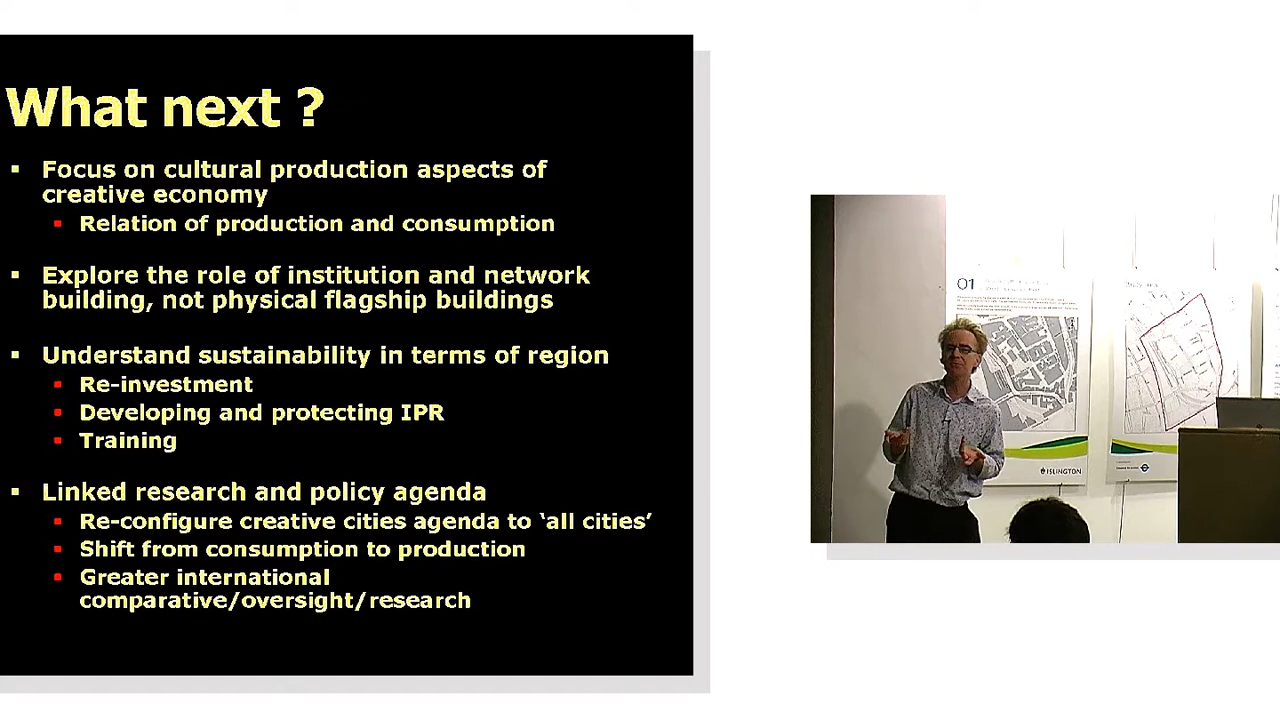 What next ?
Focus on cultural production aspects of
creative economy
Relation of production and consumption
Explore the role of institution and network
building, not physical flagship buildings
Understand sustainability in terms of region
Re-investment
Developing and protecting IPR
Training
Linked research and policy agenda
Re-configure creative cities agenda to ‘all cities’
Shift from consumption to production
Greater international
comparative/oversight/research
01
ISLINGTON